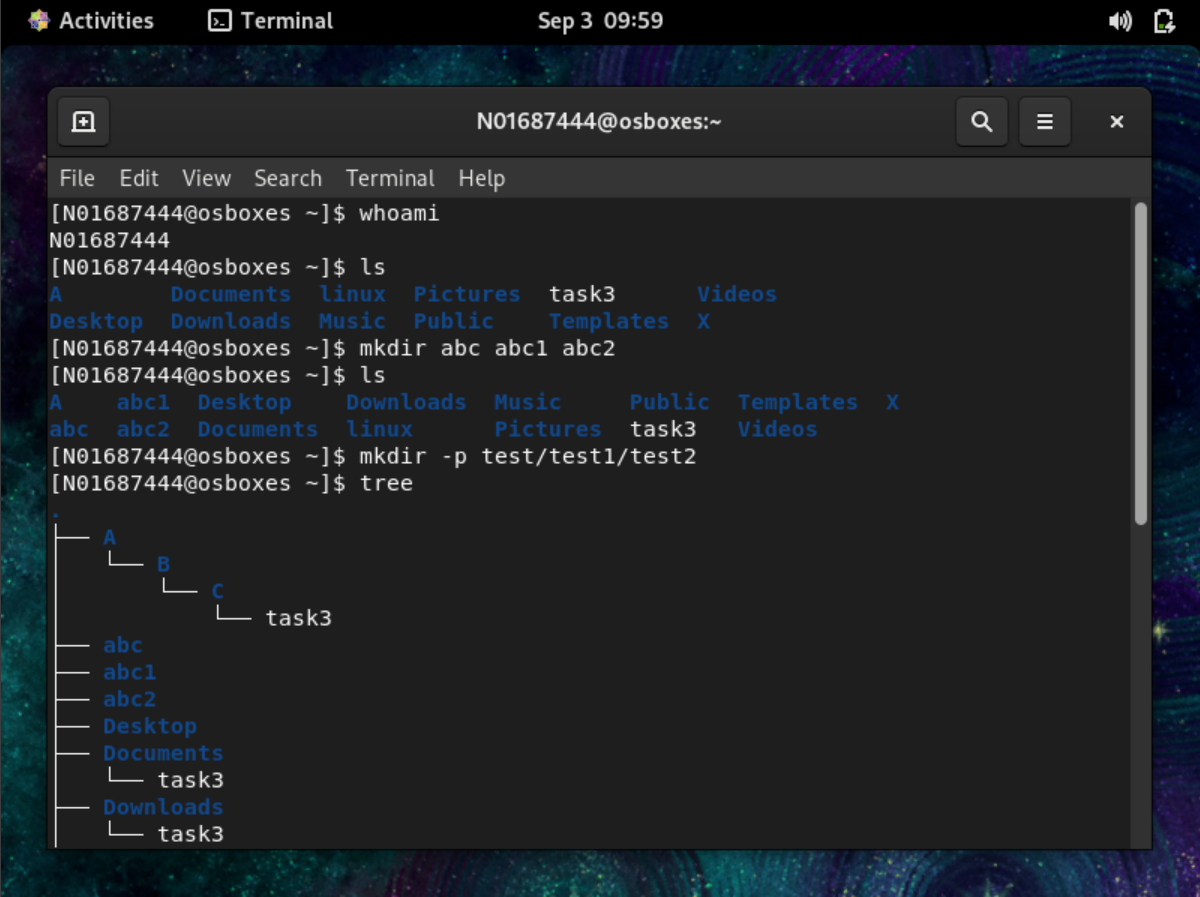 Activities Terminal Sep 3 09:59
N01687444@osboxes:~
File Edit View Search Terminal Help
[N01687444@osboxes ~]$ whoami
N01687444
[N01687444@osboxes ~]$ ls
A        Documents  linux  Pictures  task3      Videos
Desktop  Downloads  Music  Public    Templates  X
[N01687444@osboxes ~]$ mkdir abc abc1 abc2
[N01687444@osboxes ~]$ ls
A    abc1  Desktop    Downloads  Music     Public  Templates  X
abc  abc2  Documents  linux      Pictures  task3   Videos
[N01687444@osboxes ~]$ mkdir -p test/test1/test2
[N01687444@osboxes ~]$ tree
.
├── A
│   └── B
│       └── C
│           └── task3
├── abc
├── abc1
├── abc2
├── Desktop
├── Documents
│   └── task3
├── Downloads
│   └── task3